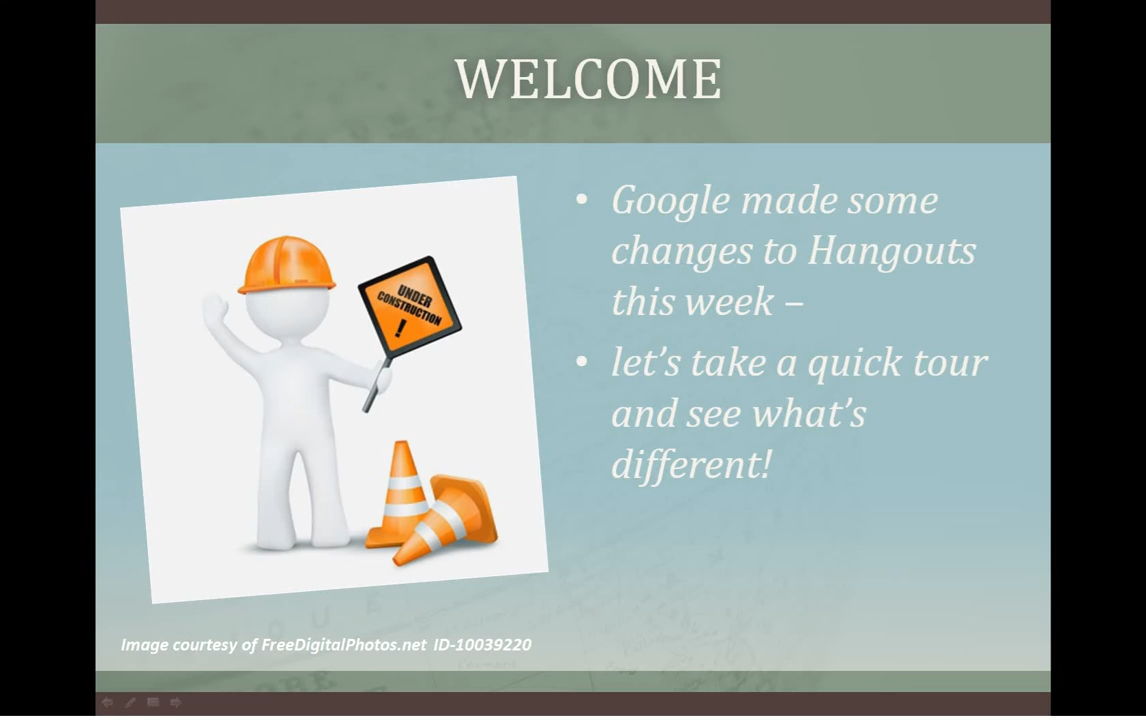 WELCOME
UNDER
CONSTRUCTION
!
• Google made some
changes to Hangouts
this week –
• let's take a quick tour
and see what's
different!
Image courtesy of FreeDigitalPhotos.net ID-10039220